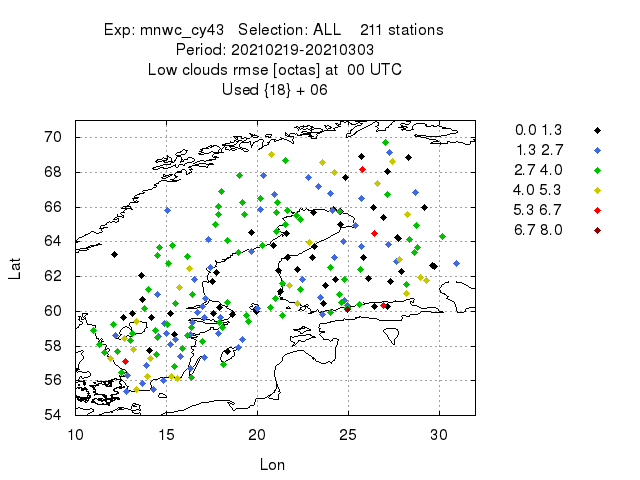 Exp: mnwc_cy43 Selection: ALL 211 stations
Period: 20210219-20210303
Low clouds rmse [octas] at 00 UTC
Used {18} + 06
70
68
66
64
62
60
58
56
54
10 15 20 25 30
Lat
Lon
0.0 1.3
1.3 2.7
2.7 4.0
4.0 5.3
5.3 6.7
6.7 8.0